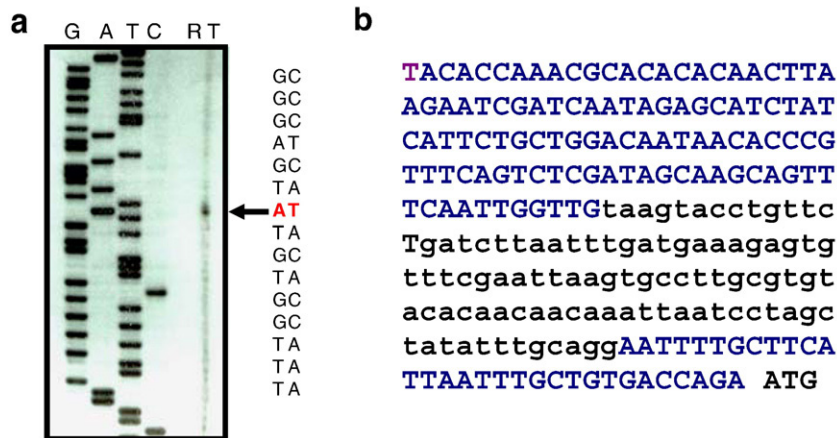 a
G A T C R T
GC
GC
GC
AT
GC
TA
AT
TA
GC
TA
GC
GC
TA
TA
TA
b
TACACCAAACGCACACACAACTTA
AGAATCGATCAATAGAGCATCTAT
CATTCTGCTGGACAATAACACCCG
TTTCAGTCTCGATAGCAAGCAGTT
TCAATTGGTTGtaagtacctgttc
Tgatcttaatttgatgaaagagtg
tttcgaattaagtgccttgcgtgt
acacaacaacaaattaatcctagc
tatatttgcaggAATTTTGCTTCA
TTAATTTGCTGTGACCAGA ATG